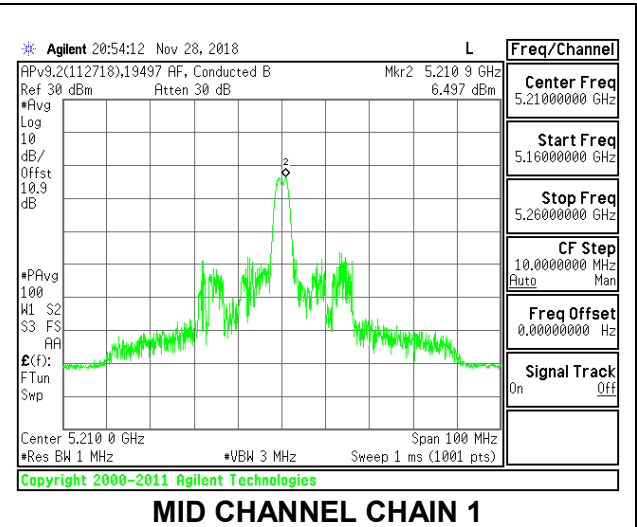 Agilent 20:54:12 Nov 28, 2018 L
Freq/Channel
APv9.2(112718),19497 AF, Conducted B Mkr2 5.210 9 GHz
Ref 30 dBm Atten 30 dB 6.497 dBm
#Avg
Log
10
dB/
Offst
10.9
dB
2
#PAvg
100
W1 S2
S3 FS
AA
£(f):
FTun
Swp
Center 5.210 0 GHz Span 100 MHz
#Res BW 1 MHz #VBW 3 MHz Sweep 1 ms (1001 pts)
Copyright 2000-2011 Agilent Technologies
Center Freq
5.21000000 GHz
Start Freq
5.16000000 GHz
Stop Freq
5.26000000 GHz
CF Step
10.0000000 MHz
Auto Man
Freq Offset
0.00000000 Hz
Signal Track
On Off
MID CHANNEL CHAIN 1